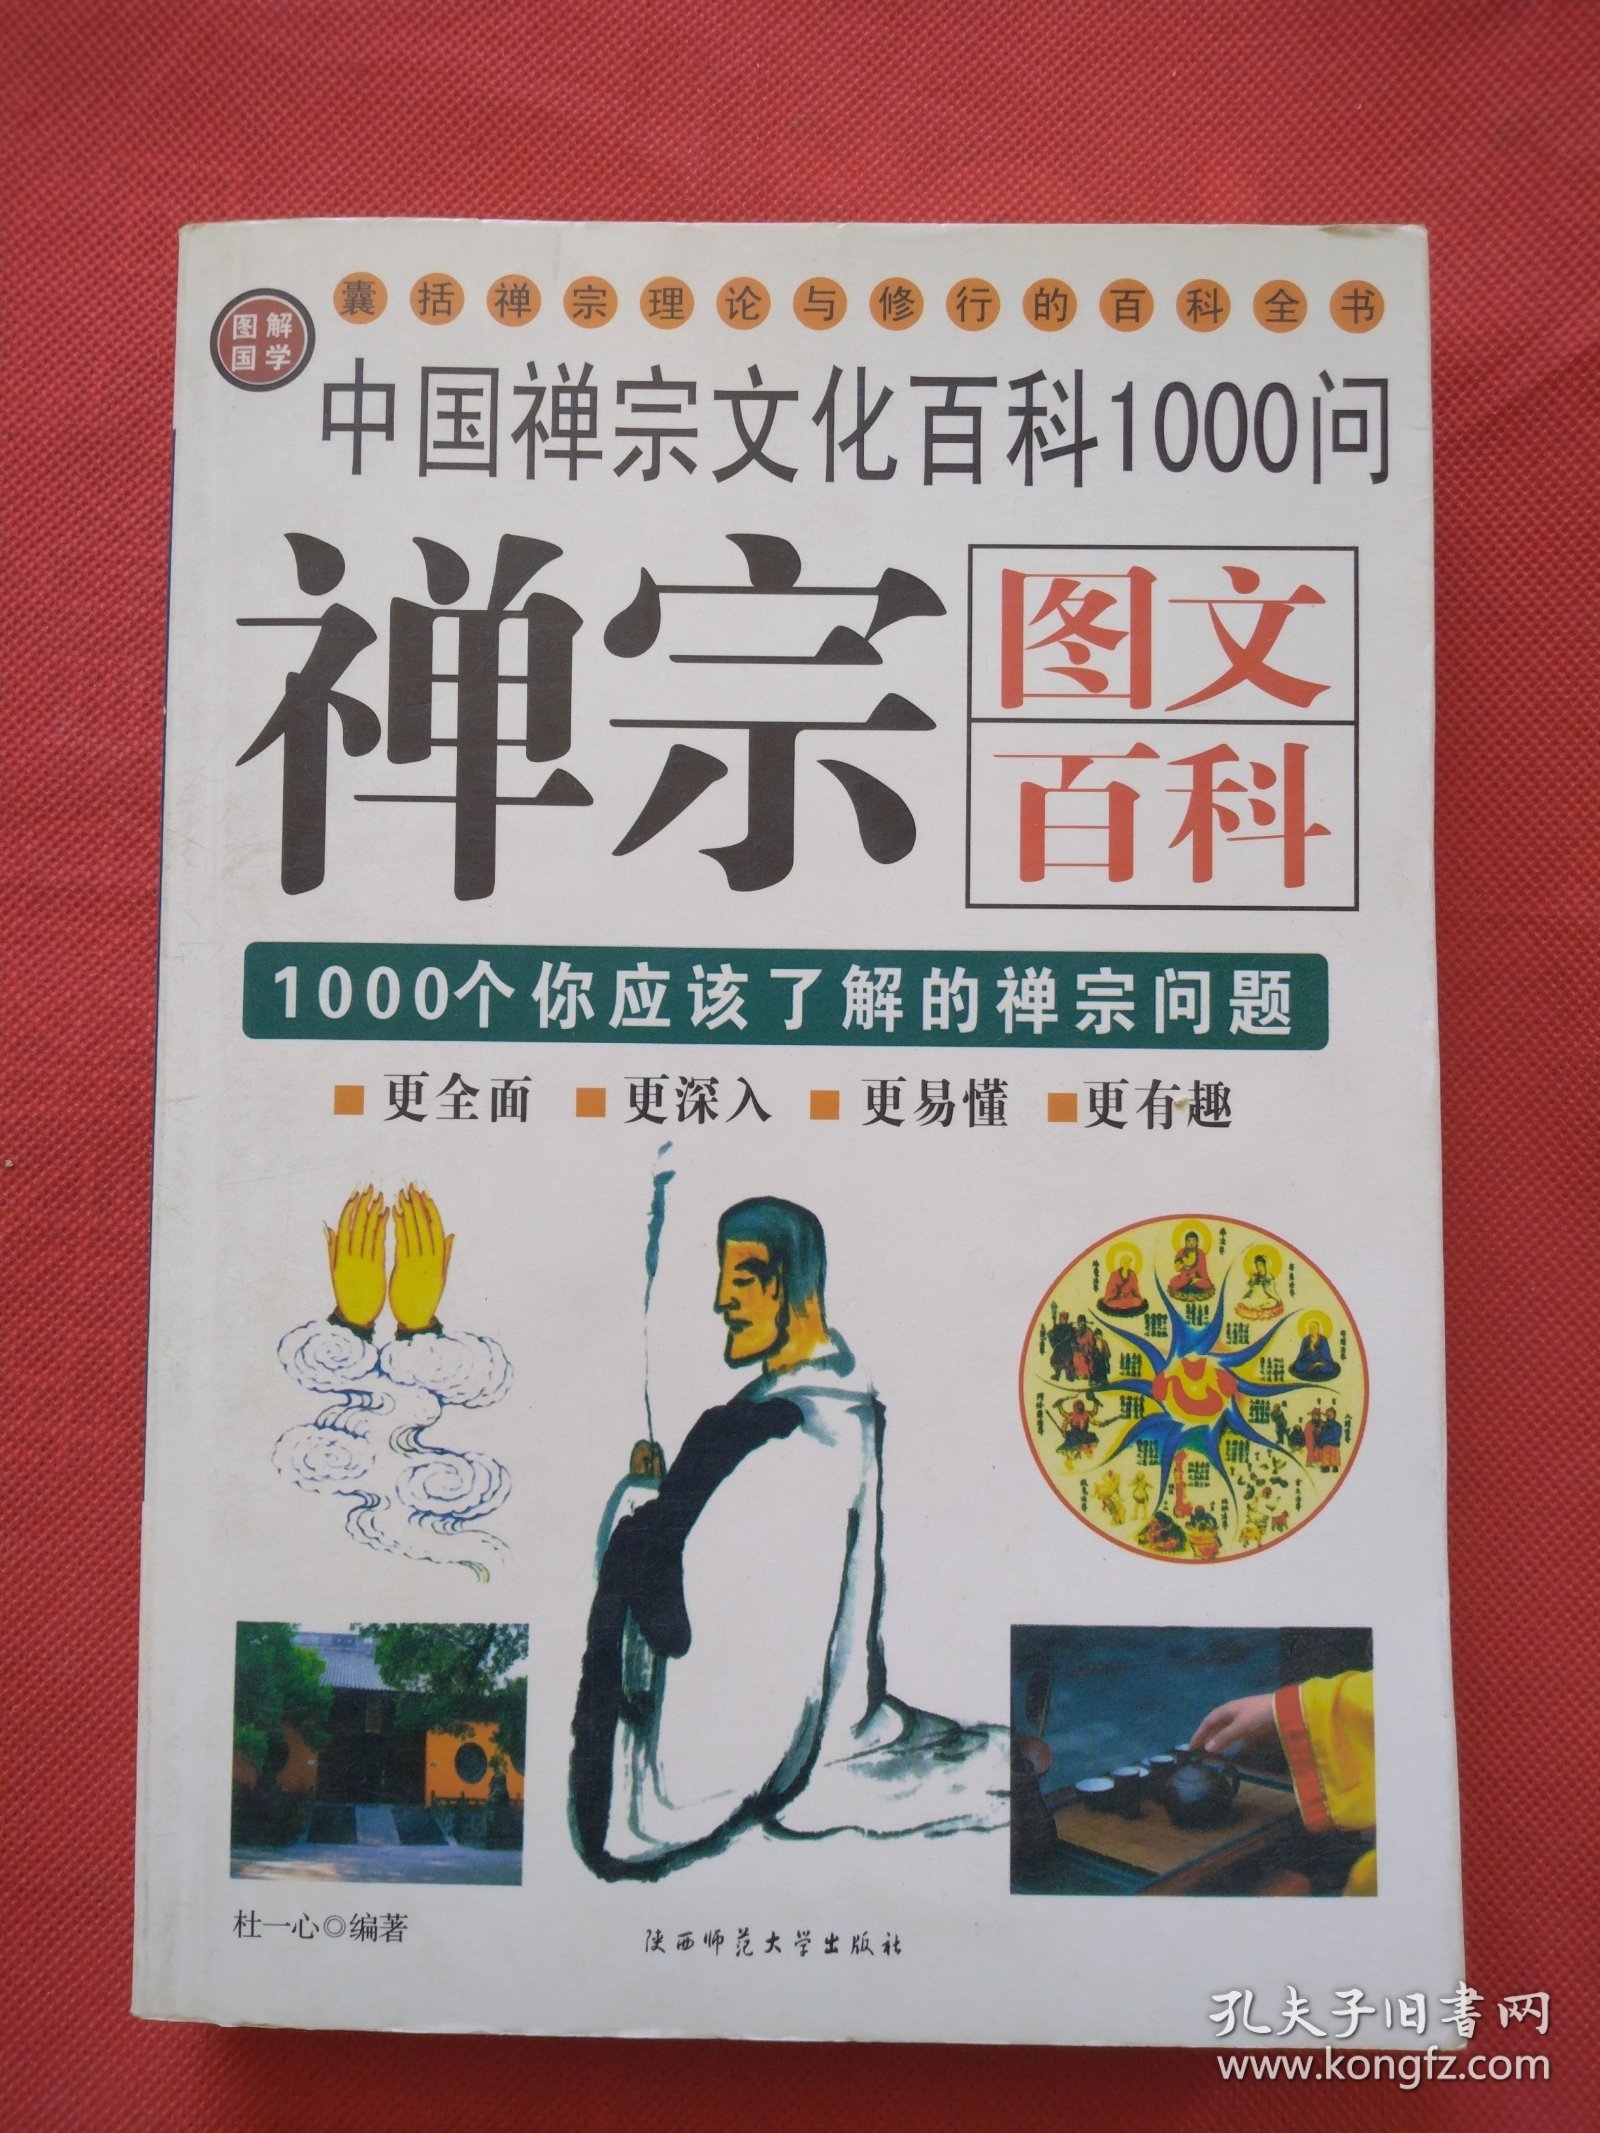 囊括禅宗理论与修行的百科全书
图解
国学
中国禅宗文化百科1000问
禅宗
图文
百科
1000个你应该了解的禅宗问题
更全面 更深入 更易懂 更有趣
心
杜一心◎编著
陕西师范大学出版社
孔夫子旧書网
www.kongfz.com